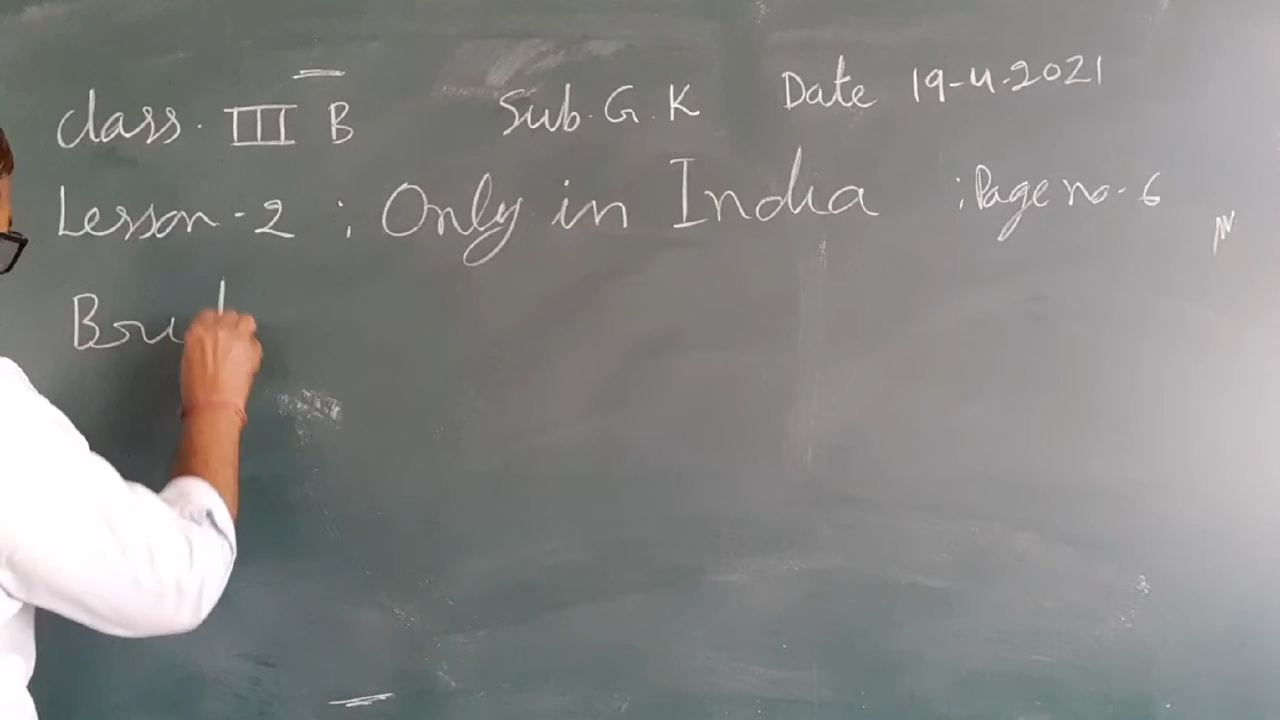 Class. III B Sub. G.K Date 19-4-2021
Lesson-2 : Only in India : Page no-6